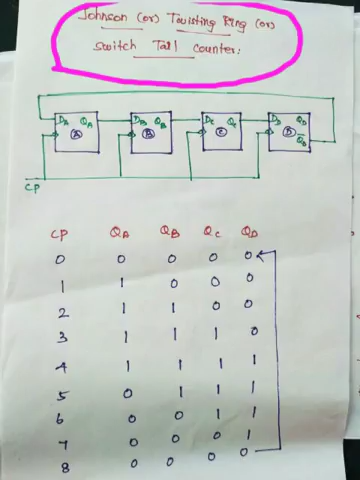 Johnson (or) Twisting Ring (or)
Switch Tail Counter:
DA QA DB QB DC QC DD QD
A B C D Q̅D
CP
CP QA QB QC QD
0 0 0 0 0
1 1 0 0 0
2 1 1 0 0
3 1 1 1 0
4 1 1 1 1
5 0 1 1 1
6 0 0 1 1
7 0 0 0 1
8 0 0 0 0